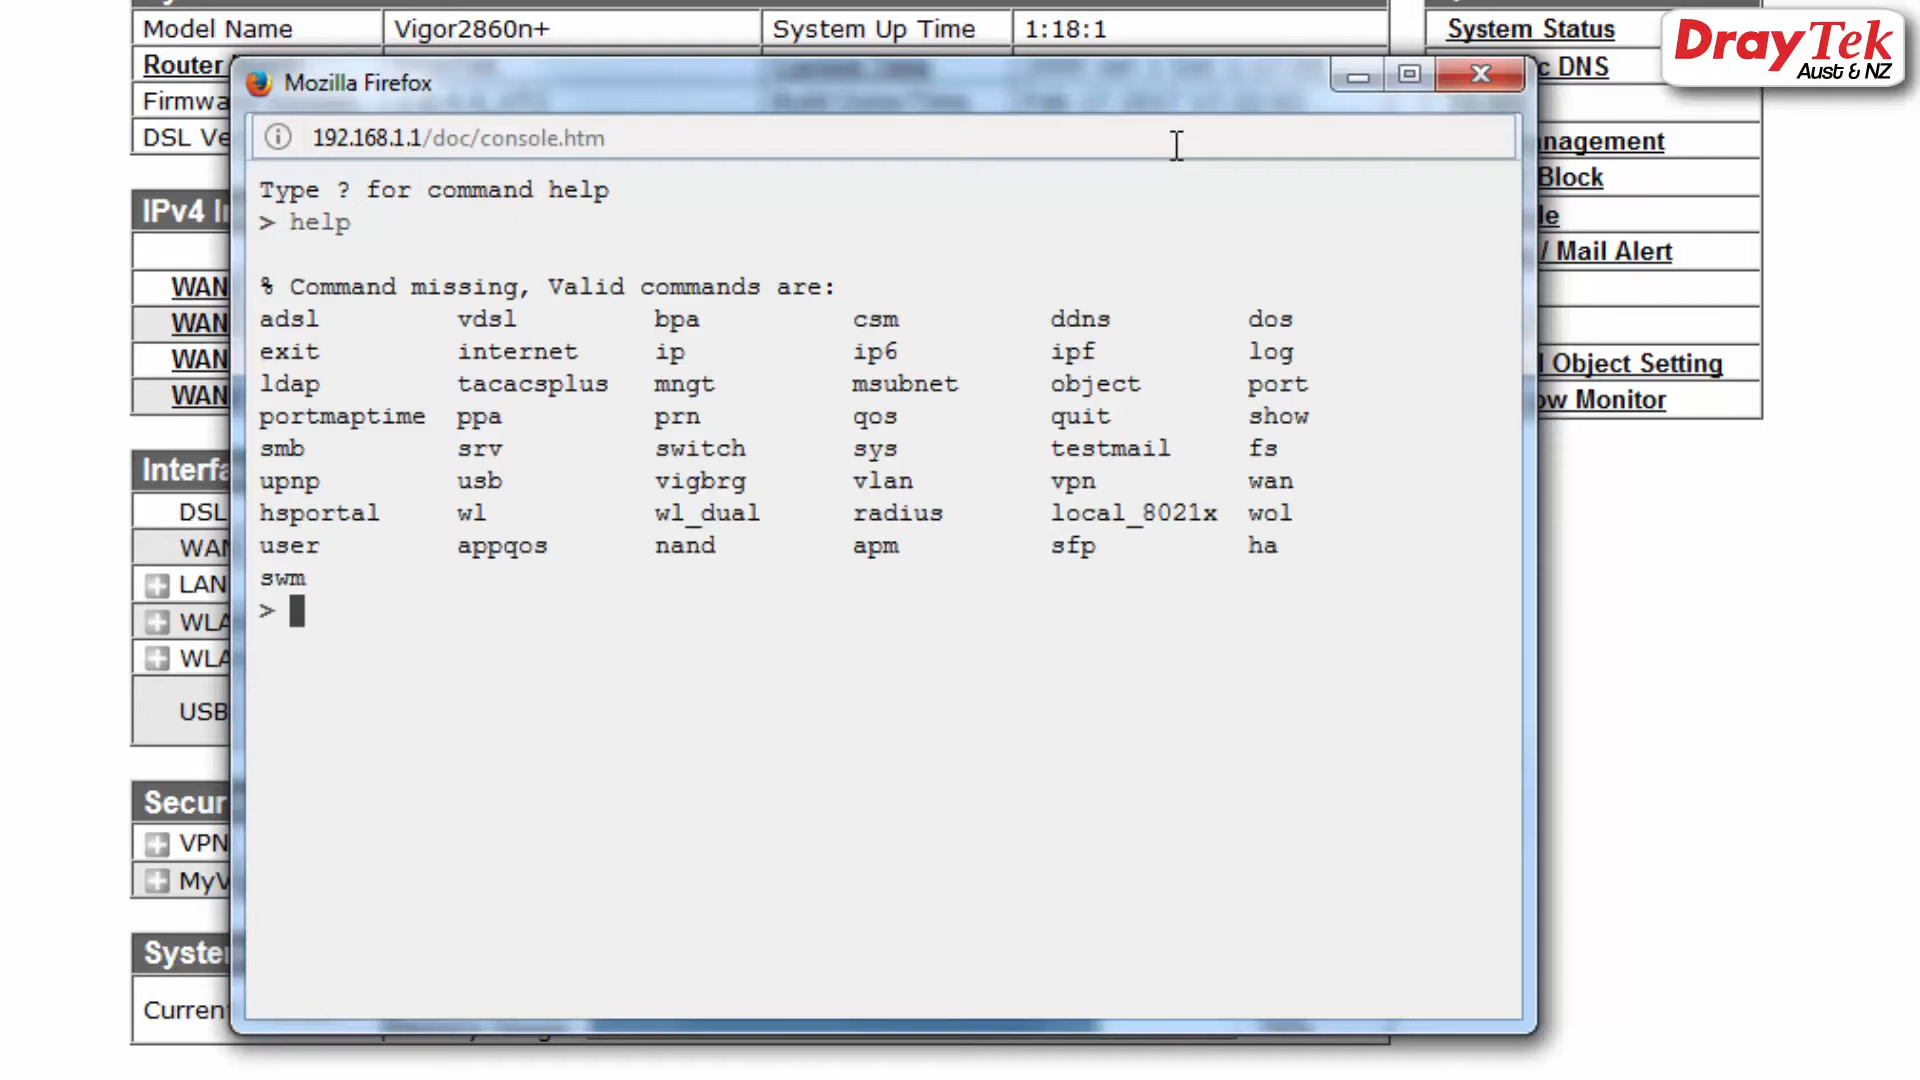 Model Name Vigor2860n+ System Up Time 1:18:1 System Status
DrayTek
Aust & NZ
Router c DNS
Mozilla Firefox
Firmwa
DSL Ve
192.168.1.1/doc/console.htm
nagement
Block
Type ? for command help
> help
IPv4 I
le
/ Mail Alert
% Command missing, Valid commands are:
WAN
adsl vdsl bpa csm ddns dos
WAN
exit internet ip ip6 ipf log
WAN
l Object Setting
ldap tacacsplus mngt msubnet object port
WAN
ow Monitor
portmaptime ppa prn qos quit show
smb srv switch sys testmail fs
Interfa
upnp usb vigbrg vlan vpn wan
DSL
hsportal wl wl_dual radius local_8021x wol
WAN
user appqos nand apm sfp ha
LAN
swm
>
WLA
WLA
USB
Secur
VPN
MyV
Syste
Curren